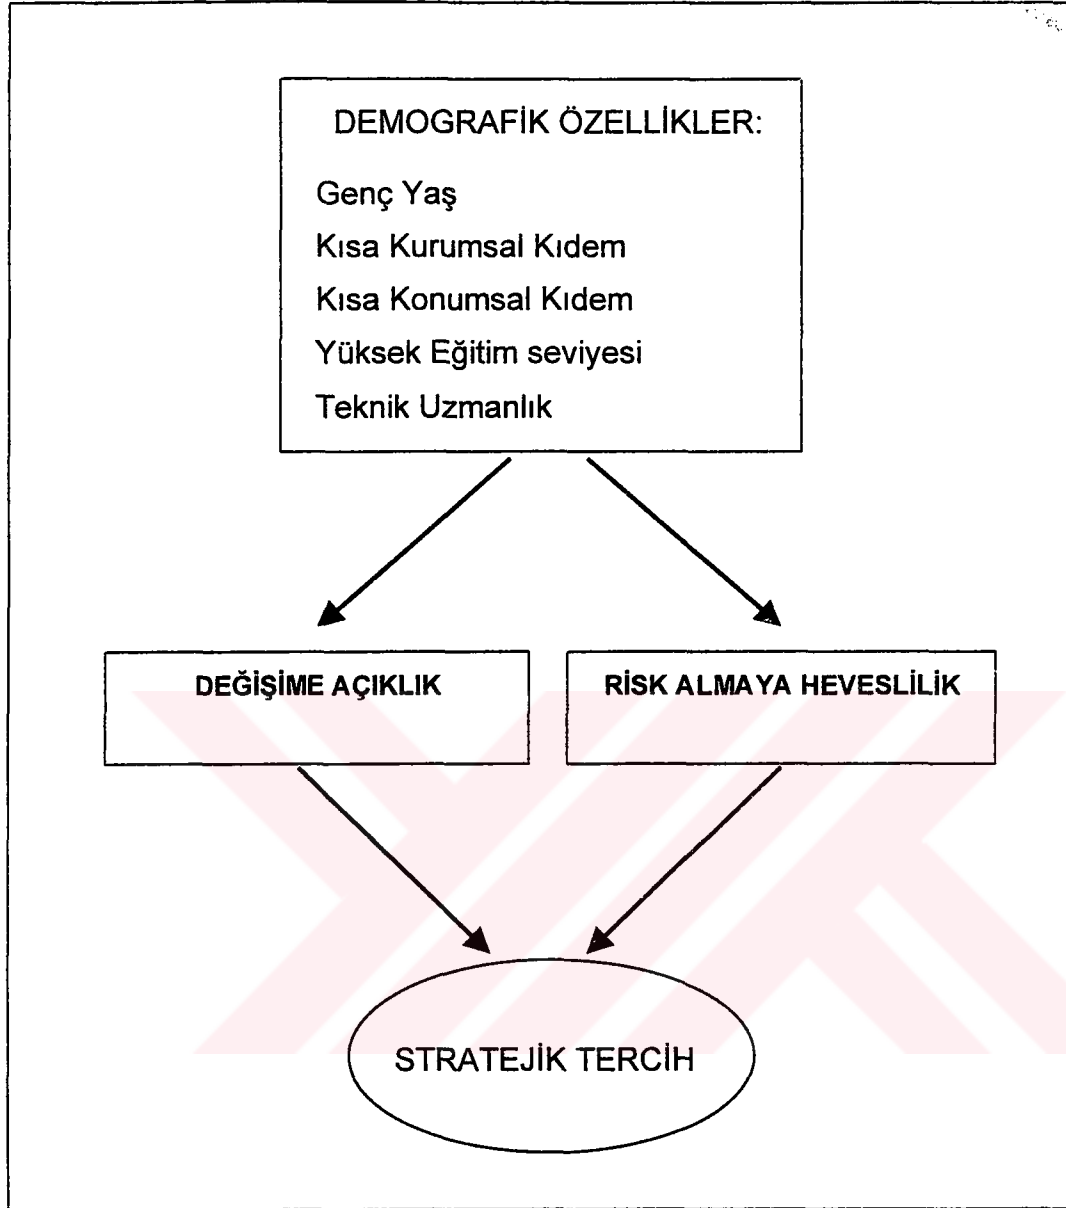 DEMOGRAFİK ÖZELLİKLER:
Genç Yaş
Kısa Kurumsal Kıdem
Kısa Konumsal Kıdem
Yüksek Eğitim seviyesi
Teknik Uzmanlık
DEĞİŞİME AÇIKLIK
RİSK ALMAYA HEVESLİLİK
STRATEJİK TERCİH